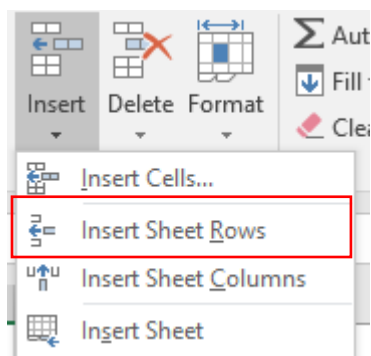 Insert Delete Format
Aut
Fill
Clea
Insert Cells...
Insert Sheet Rows
Insert Sheet Columns
Insert Sheet